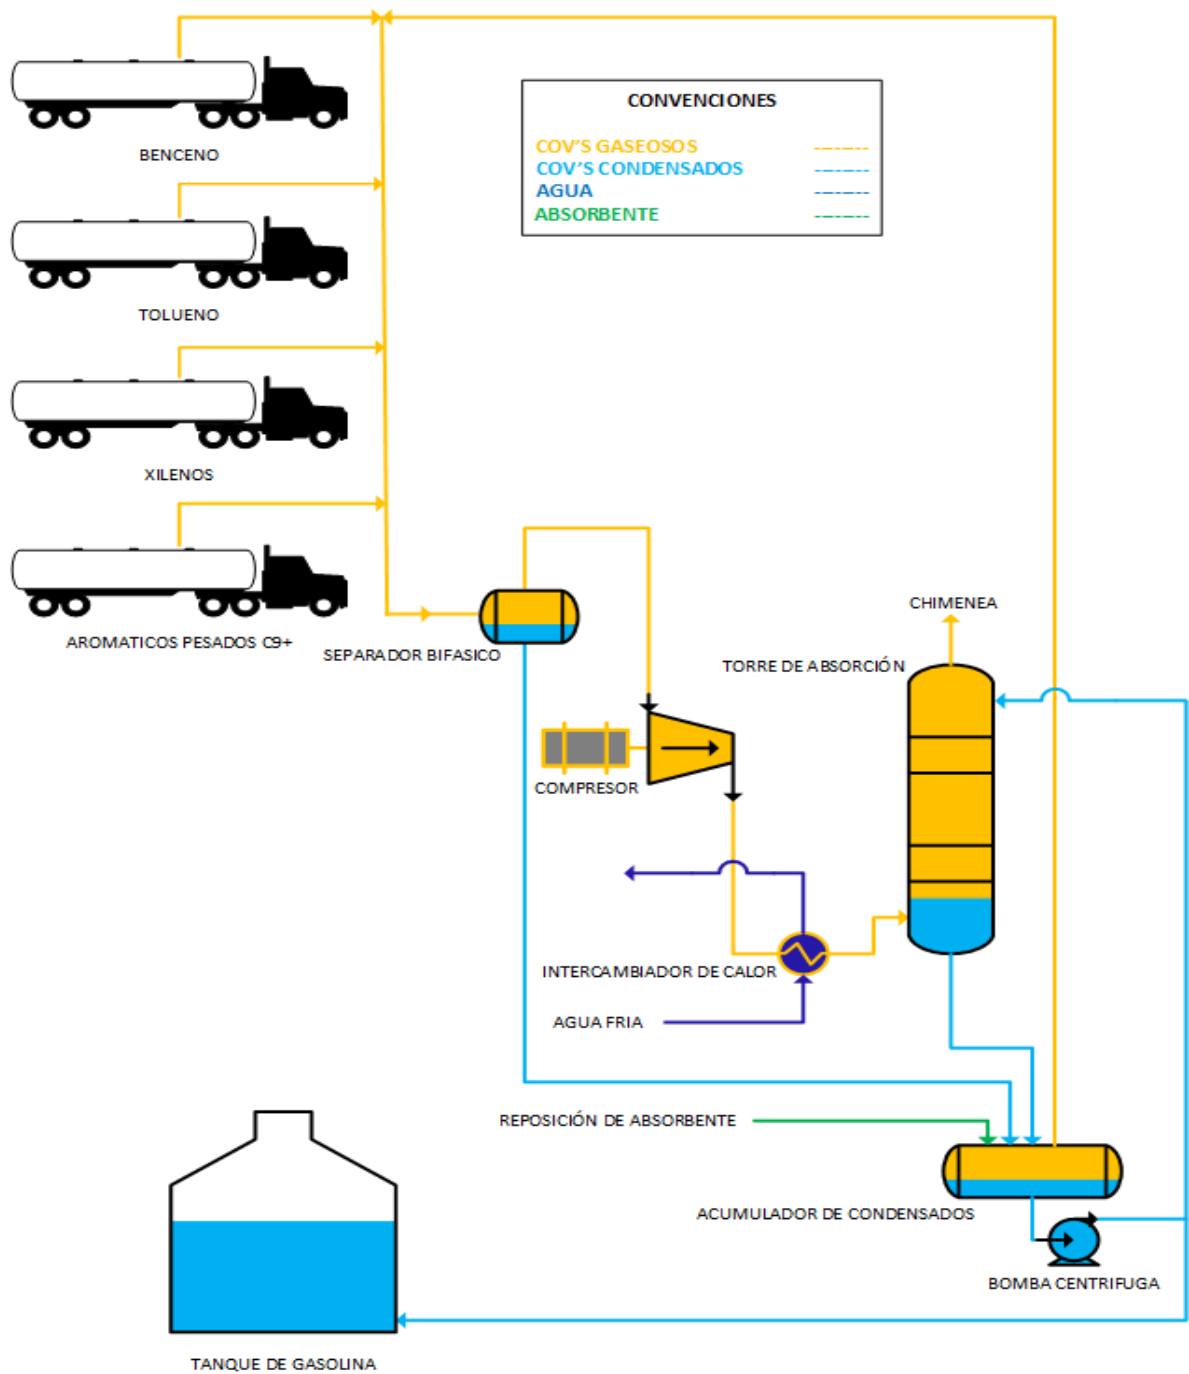 BENCENO
CONVENCIONES
COV'S GASEOSOS
COV'S CONDENSADOS
AGUA
ABSORBENTE
TOLUENO
XILENOS
AROMATICOS PESADOS C9+
SEPARADOR BIFASICO
CHIMENEA
TORRE DE ABSORCIÓN
COMPRESOR
INTERCAMBIADOR DE CALOR
AGUA FRIA
REPOSICIÓN DE ABSORBENTE
ACUMULADOR DE CONDENSADOS
BOMBA CENTRIFUGA
TANQUE DE GASOLINA